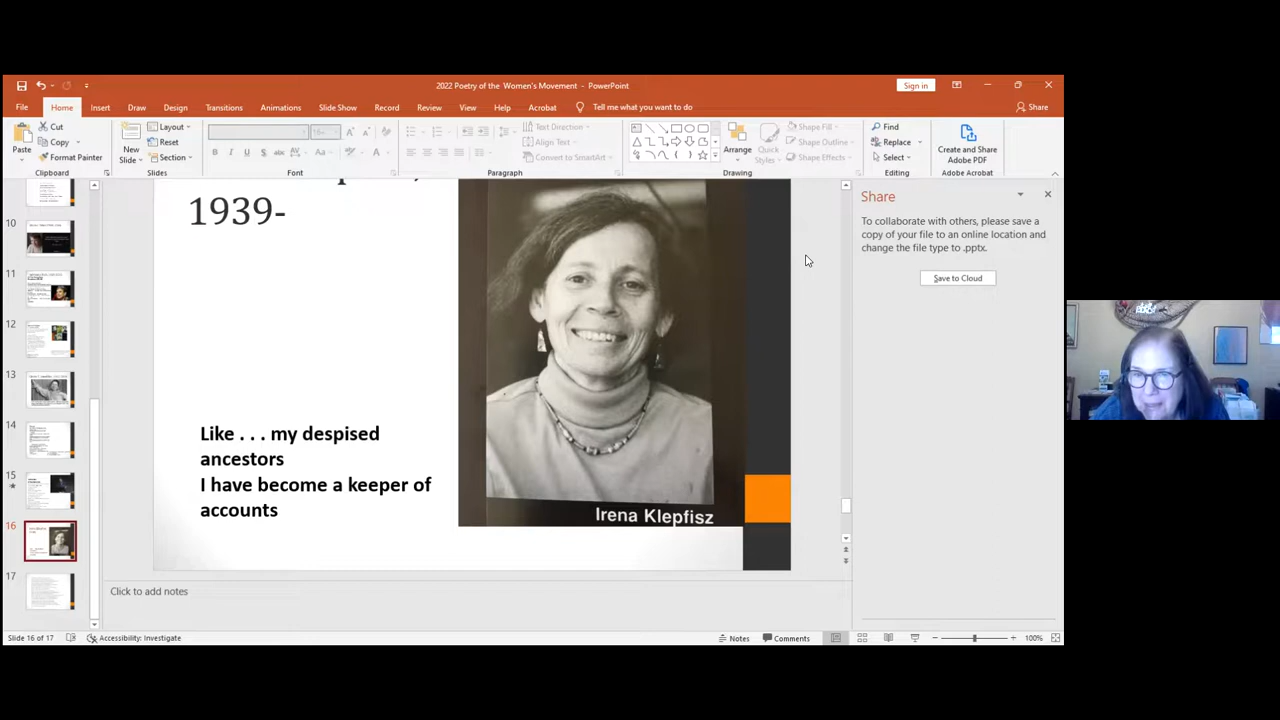 2022 Poetry of the Women's Movement - PowerPoint
Sign in
File Home Insert Draw Design Transitions Animations Slide Show Record Review View Help Acrobat Tell me what you want to do
Share
Paste
Cut
Copy
Format Painter
Clipboard
New
Slide
Layout
Reset
Section
Slides
Font
Text Direction
Align Text
Convert to SmartArt
Paragraph
Arrange
Quick
Styles
Shape Fill
Shape Outline
Shape Effects
Drawing
Find
Replace
Select
Editing
Create and Share
Adobe PDF
Adobe Acrobat
10
11
12
13
14
15
16
17
1939-
Like . . . my despised
ancestors
I have become a keeper of
accounts
Irena Klepfisz
Share
To collaborate with others, please save a
copy of your file to an online location and
change the file type to .pptx.
Save to Cloud
Click to add notes
Slide 16 of 17
Accessibility: Investigate
Notes
Comments
100%